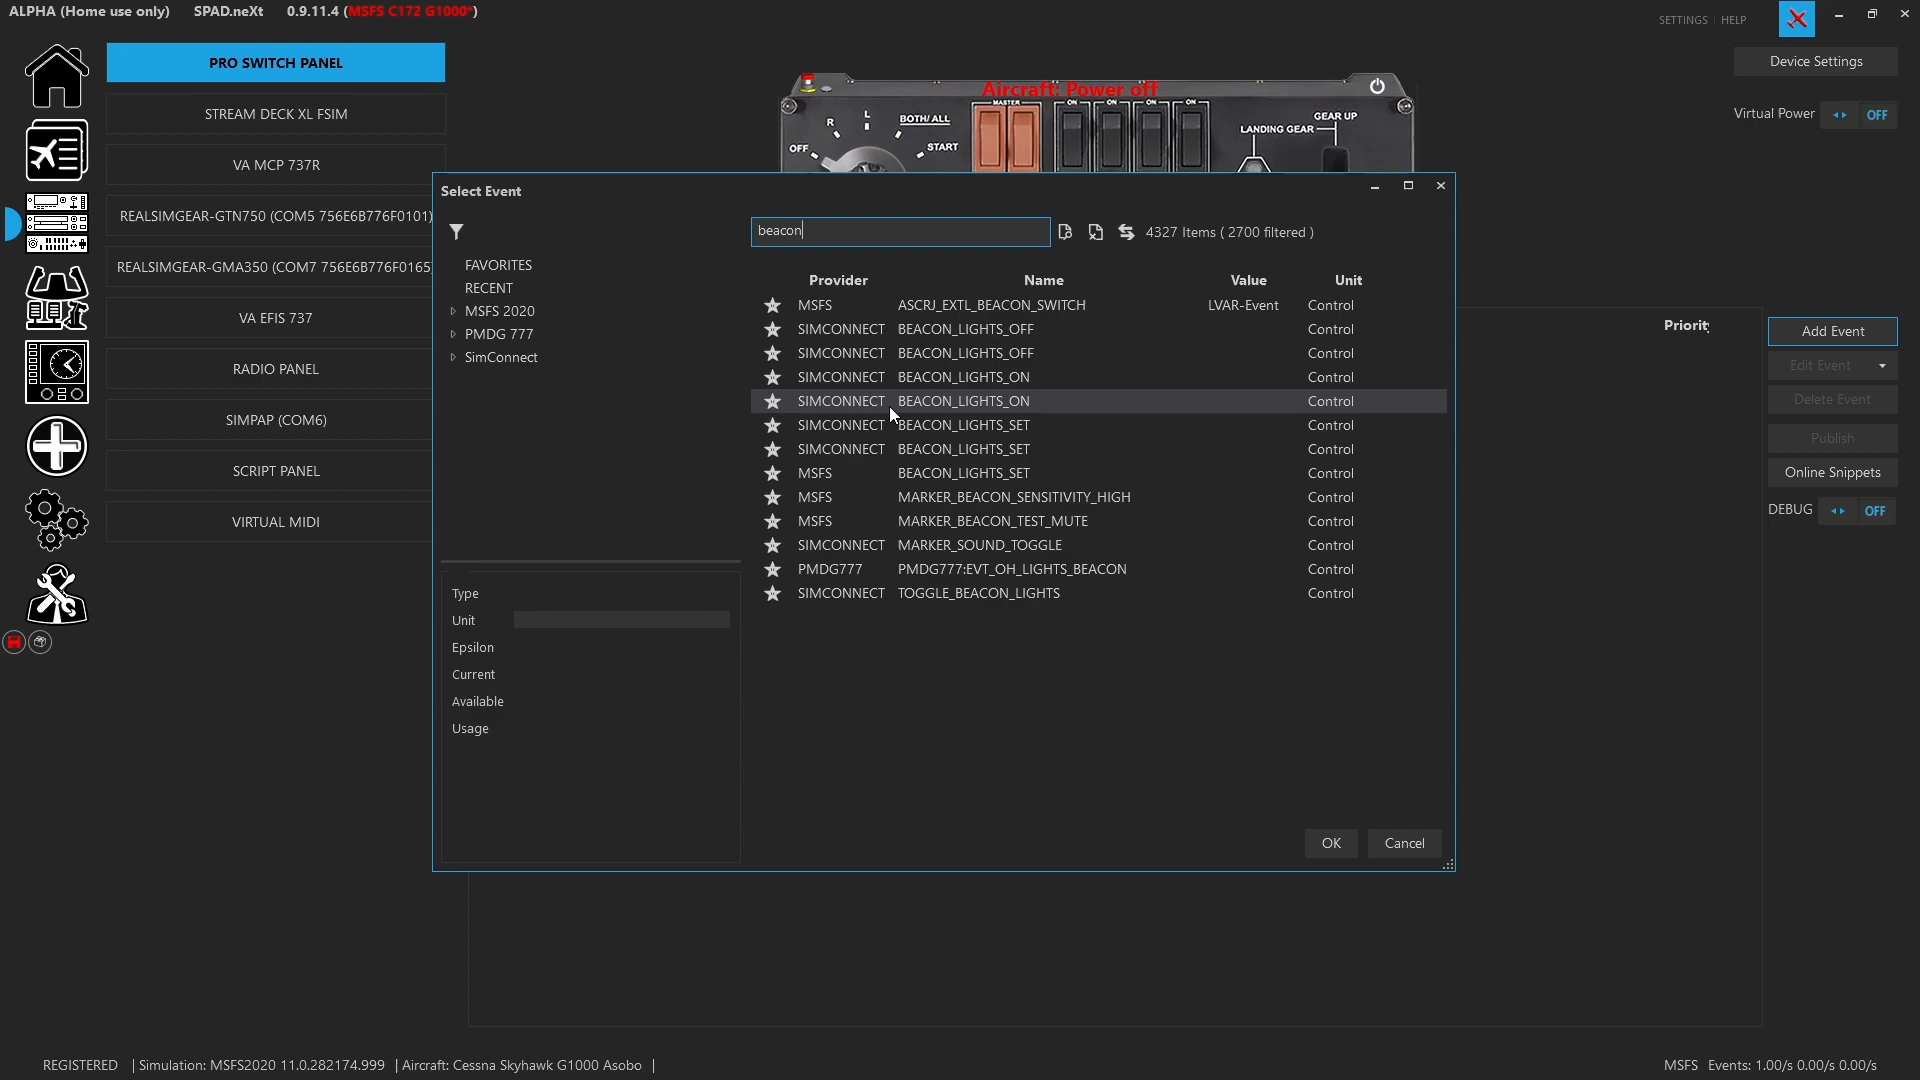 ALPHA (Home use only) SPAD.neXt 0.9.11.4 (MSFS C172 G1000*)
SETTINGS | HELP
PRO SWITCH PANEL
STREAM DECK XL FSIM
VA MCP 737R
REALSIMGEAR-GTN750 (COM5 756E6B776F0101)
REALSIMGEAR-GMA350 (COM7 756E6B776F0165
VA EFIS 737
RADIO PANEL
SIMPAP (COM6)
SCRIPT PANEL
VIRTUAL MIDI
Aircraft: Power off
MASTER ON ON ON ON
OFF R L BOTH/ALL START
LANDING GEAR GEAR UP
Device Settings
Virtual Power OFF
Select Event
beacon
4327 Items ( 2700 filtered )
FAVORITES
RECENT
MSFS 2020
PMDG 777
SimConnect
Provider Name Value Unit
MSFS ASCRJ_EXTL_BEACON_SWITCH LVAR-Event Control
SIMCONNECT BEACON_LIGHTS_OFF Control
SIMCONNECT BEACON_LIGHTS_OFF Control
SIMCONNECT BEACON_LIGHTS_ON Control
SIMCONNECT BEACON_LIGHTS_ON Control
SIMCONNECT BEACON_LIGHTS_SET Control
SIMCONNECT BEACON_LIGHTS_SET Control
MSFS BEACON_LIGHTS_SET Control
MSFS MARKER_BEACON_SENSITIVITY_HIGH Control
MSFS MARKER_BEACON_TEST_MUTE Control
SIMCONNECT MARKER_SOUND_TOGGLE Control
PMDG777 PMDG777:EVT_OH_LIGHTS_BEACON Control
SIMCONNECT TOGGLE_BEACON_LIGHTS Control
Type
Unit
Epsilon
Current
Available
Usage
OK Cancel
Priority
Add Event
Edit Event
Delete Event
Publish
Online Snippets
DEBUG OFF
REGISTERED | Simulation: MSFS2020 11.0.282174.999 | Aircraft: Cessna Skyhawk G1000 Asobo |
MSFS Events: 1.00/s 0.00/s 0.00/s